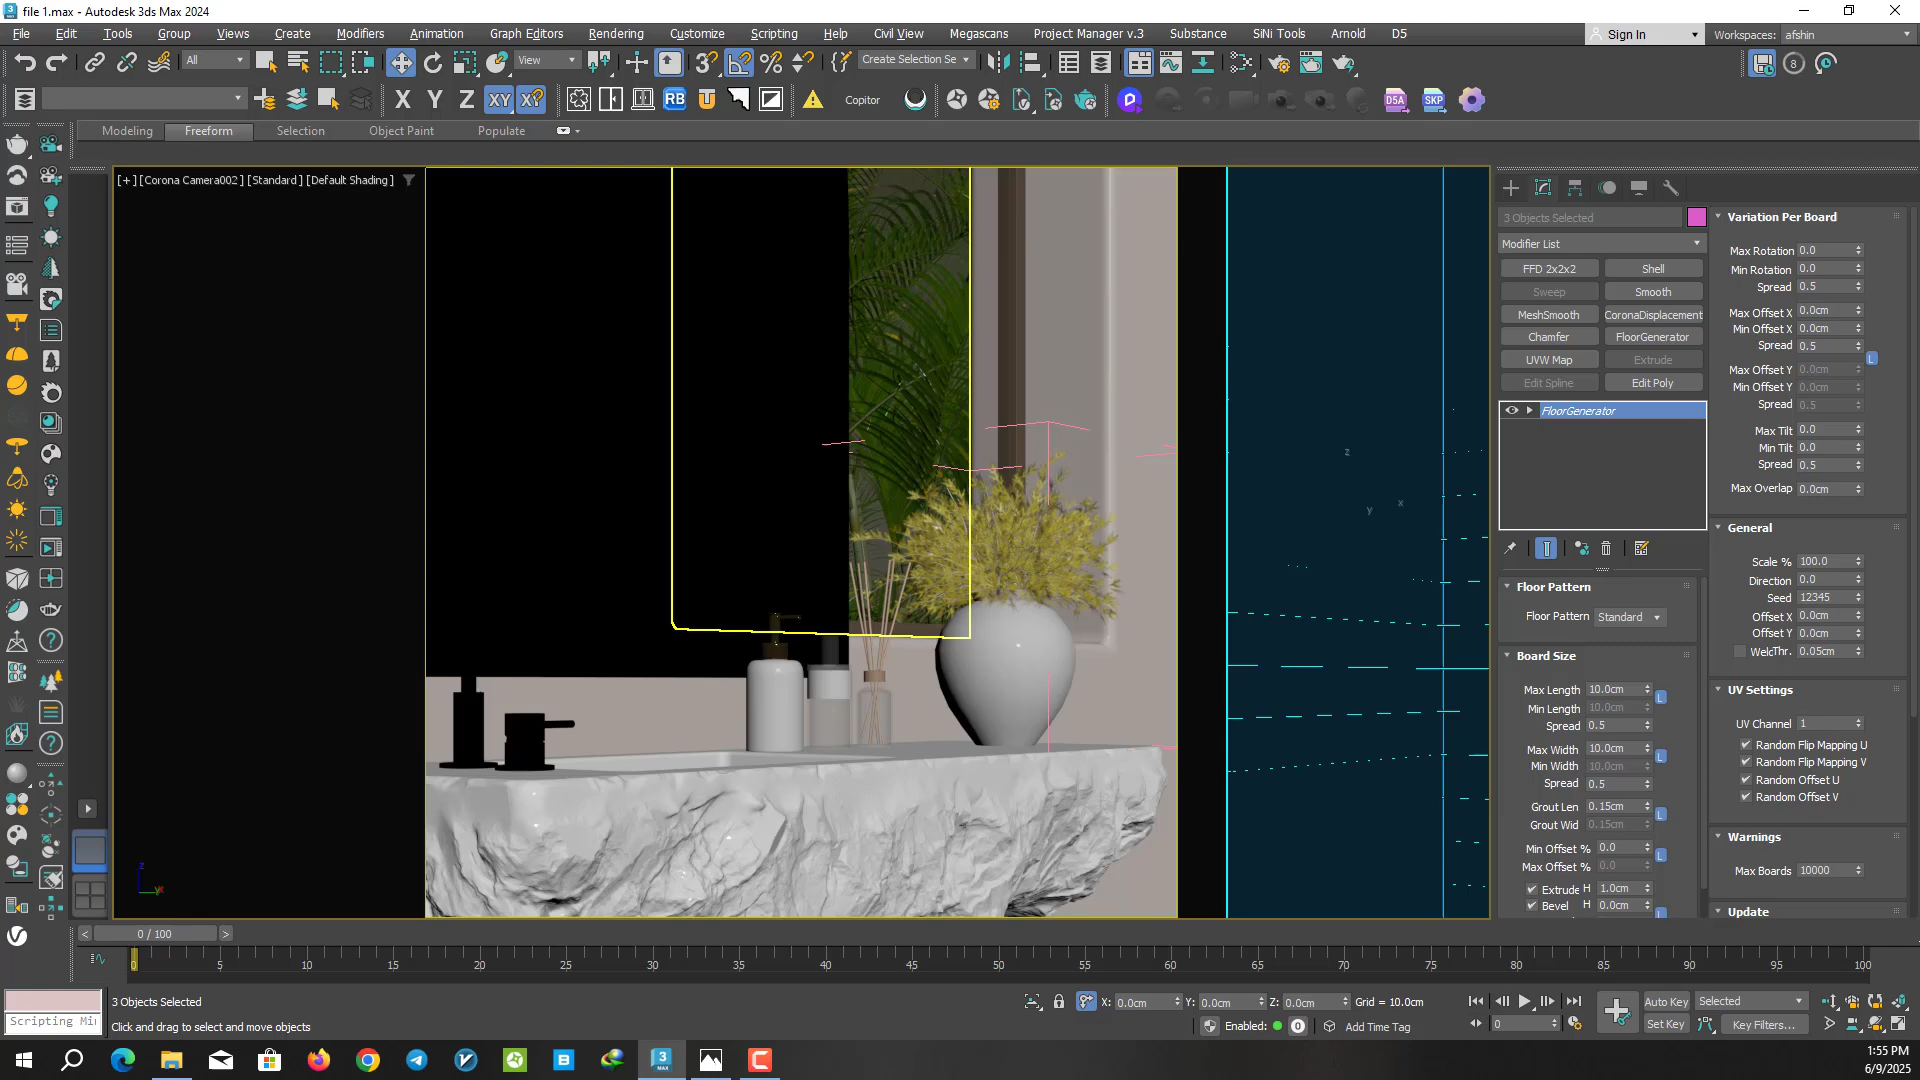 file 1.max - Autodesk 3ds Max 2024
File Edit Tools Group Views Create Modifiers Animation Graph Editors Rendering Customize Scripting Help Civil View Megascans Project Manager v.3 Substance SiNi Tools Arnold D5
Sign In
Workspaces: afshin
All
View
Create Selection Se
X Y Z XY XY
RB
Copitor
D5A
SKP
Modeling Freeform Selection Object Paint Populate
[+] [Corona Camera002] [Standard] [Default Shading]
3 Objects Selected
Modifier List
FFD 2x2x2 Shell
Sweep Smooth
MeshSmooth CoronaDisplacement
Chamfer FloorGenerator
UVW Map Extrude
Edit Spline Edit Poly
FloorGenerator
Floor Pattern
Floor Pattern Standard
Board Size
Max Length 10.0cm
Min Length 10.0cm
Spread 0.5
Max Width 10.0cm
Min Width 10.0cm
Spread 0.5
Grout Len 0.15cm
Grout Wid 0.15cm
Min Offset % 0.0
Max Offset % 0.0
Extrude H 1.0cm
Bevel H 0.0cm
Variation Per Board
Max Rotation 0.0
Min Rotation 0.0
Spread 0.5
Max Offset X 0.0cm
Min Offset X 0.0cm
Spread 0.5
L
Max Offset Y 0.0cm
Min Offset Y 0.0cm
Spread 0.5
Max Tilt 0.0
Min Tilt 0.0
Spread 0.5
Max Overlap 0.0cm
General
Scale % 100.0
Direction 0.0
Seed 12345
Offset X 0.0cm
Offset Y 0.0cm
WeldThr. 0.05cm
UV Settings
UV Channel 1
Random Flip Mapping U
Random Flip Mapping V
Random Offset U
Random Offset V
Warnings
Max Boards 10000
Update
z
x
y
z
< 0 / 100 >
0 5 10 15 20 25 30 35 40 45 50 55 60 65 70 75 80 85 90 95 100
Scripting Mi
3 Objects Selected
Click and drag to select and move objects
X: 0.0cm Y: 0.0cm Z: 0.0cm Grid = 10.0cm
Enabled: 0 Add Time Tag
0
Auto Key Selected
Set Key Key Filters...
1:55 PM
6/9/2025